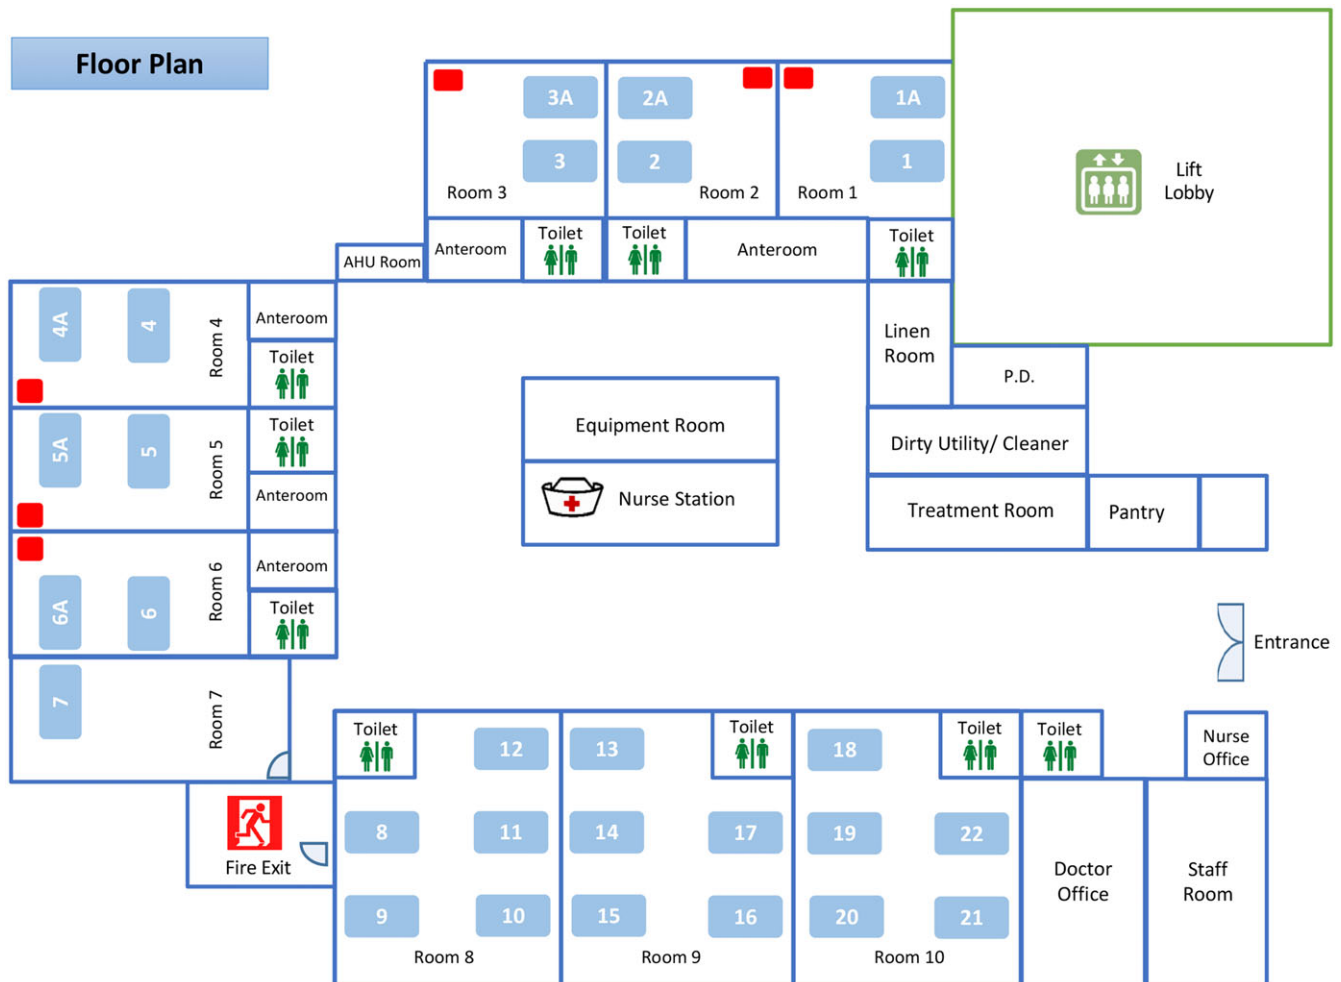 Floor Plan
3A
2A
1A
3
2
1
Room 3
Room 2
Room 1
Lift
Lobby
Toilet
Toilet
Toilet
Anteroom
Anteroom
AHU Room
4A
4
Room 4
Anteroom
Toilet
Linen
Room
P.D.
Equipment Room
Toilet
5A
5
Room 5
Anteroom
Dirty Utility/ Cleaner
Nurse Station
Treatment Room
Pantry
Anteroom
6A
6
Room 6
Toilet
Entrance
7
Room 7
Toilet
12
13
Toilet
18
Toilet
Toilet
Nurse
Office
8
11
14
17
19
22
Fire Exit
Doctor
Office
Staff
Room
9
10
15
16
20
21
Room 8
Room 9
Room 10